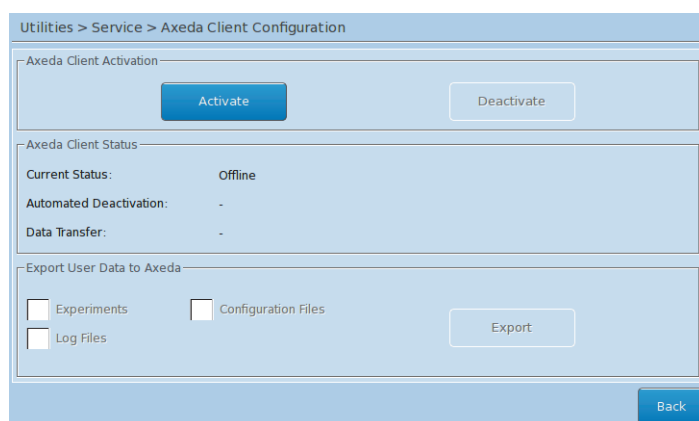 Utilities > Service > Axeda Client Configuration
Axeda Client Activation
Activate Deactivate
Axeda Client Status
Current Status: Offline
Automated Deactivation: -
Data Transfer: -
Export User Data to Axeda
Experiments Configuration Files
Export
Log Files
Back